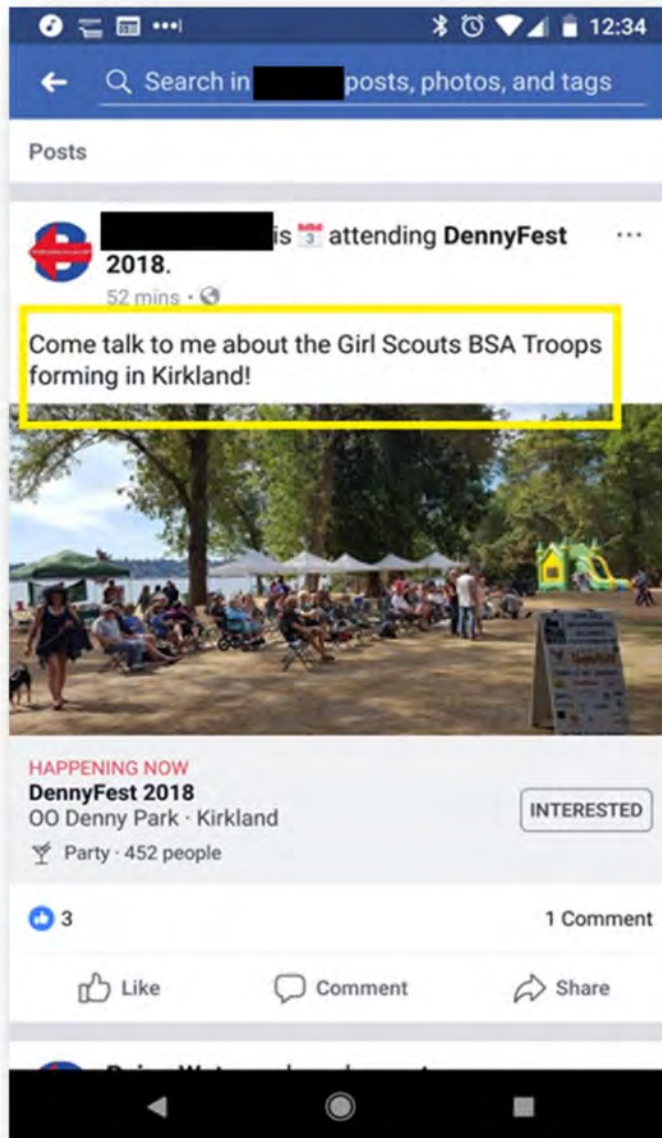 12:34
Search in posts, photos, and tags
Posts
is attending DennyFest
2018.
52 mins
Come talk to me about the Girl Scouts BSA Troops
forming in Kirkland!
HAPPENING NOW
DennyFest 2018
OO Denny Park · Kirkland
INTERESTED
Party · 452 people
3
1 Comment
Like
Comment
Share